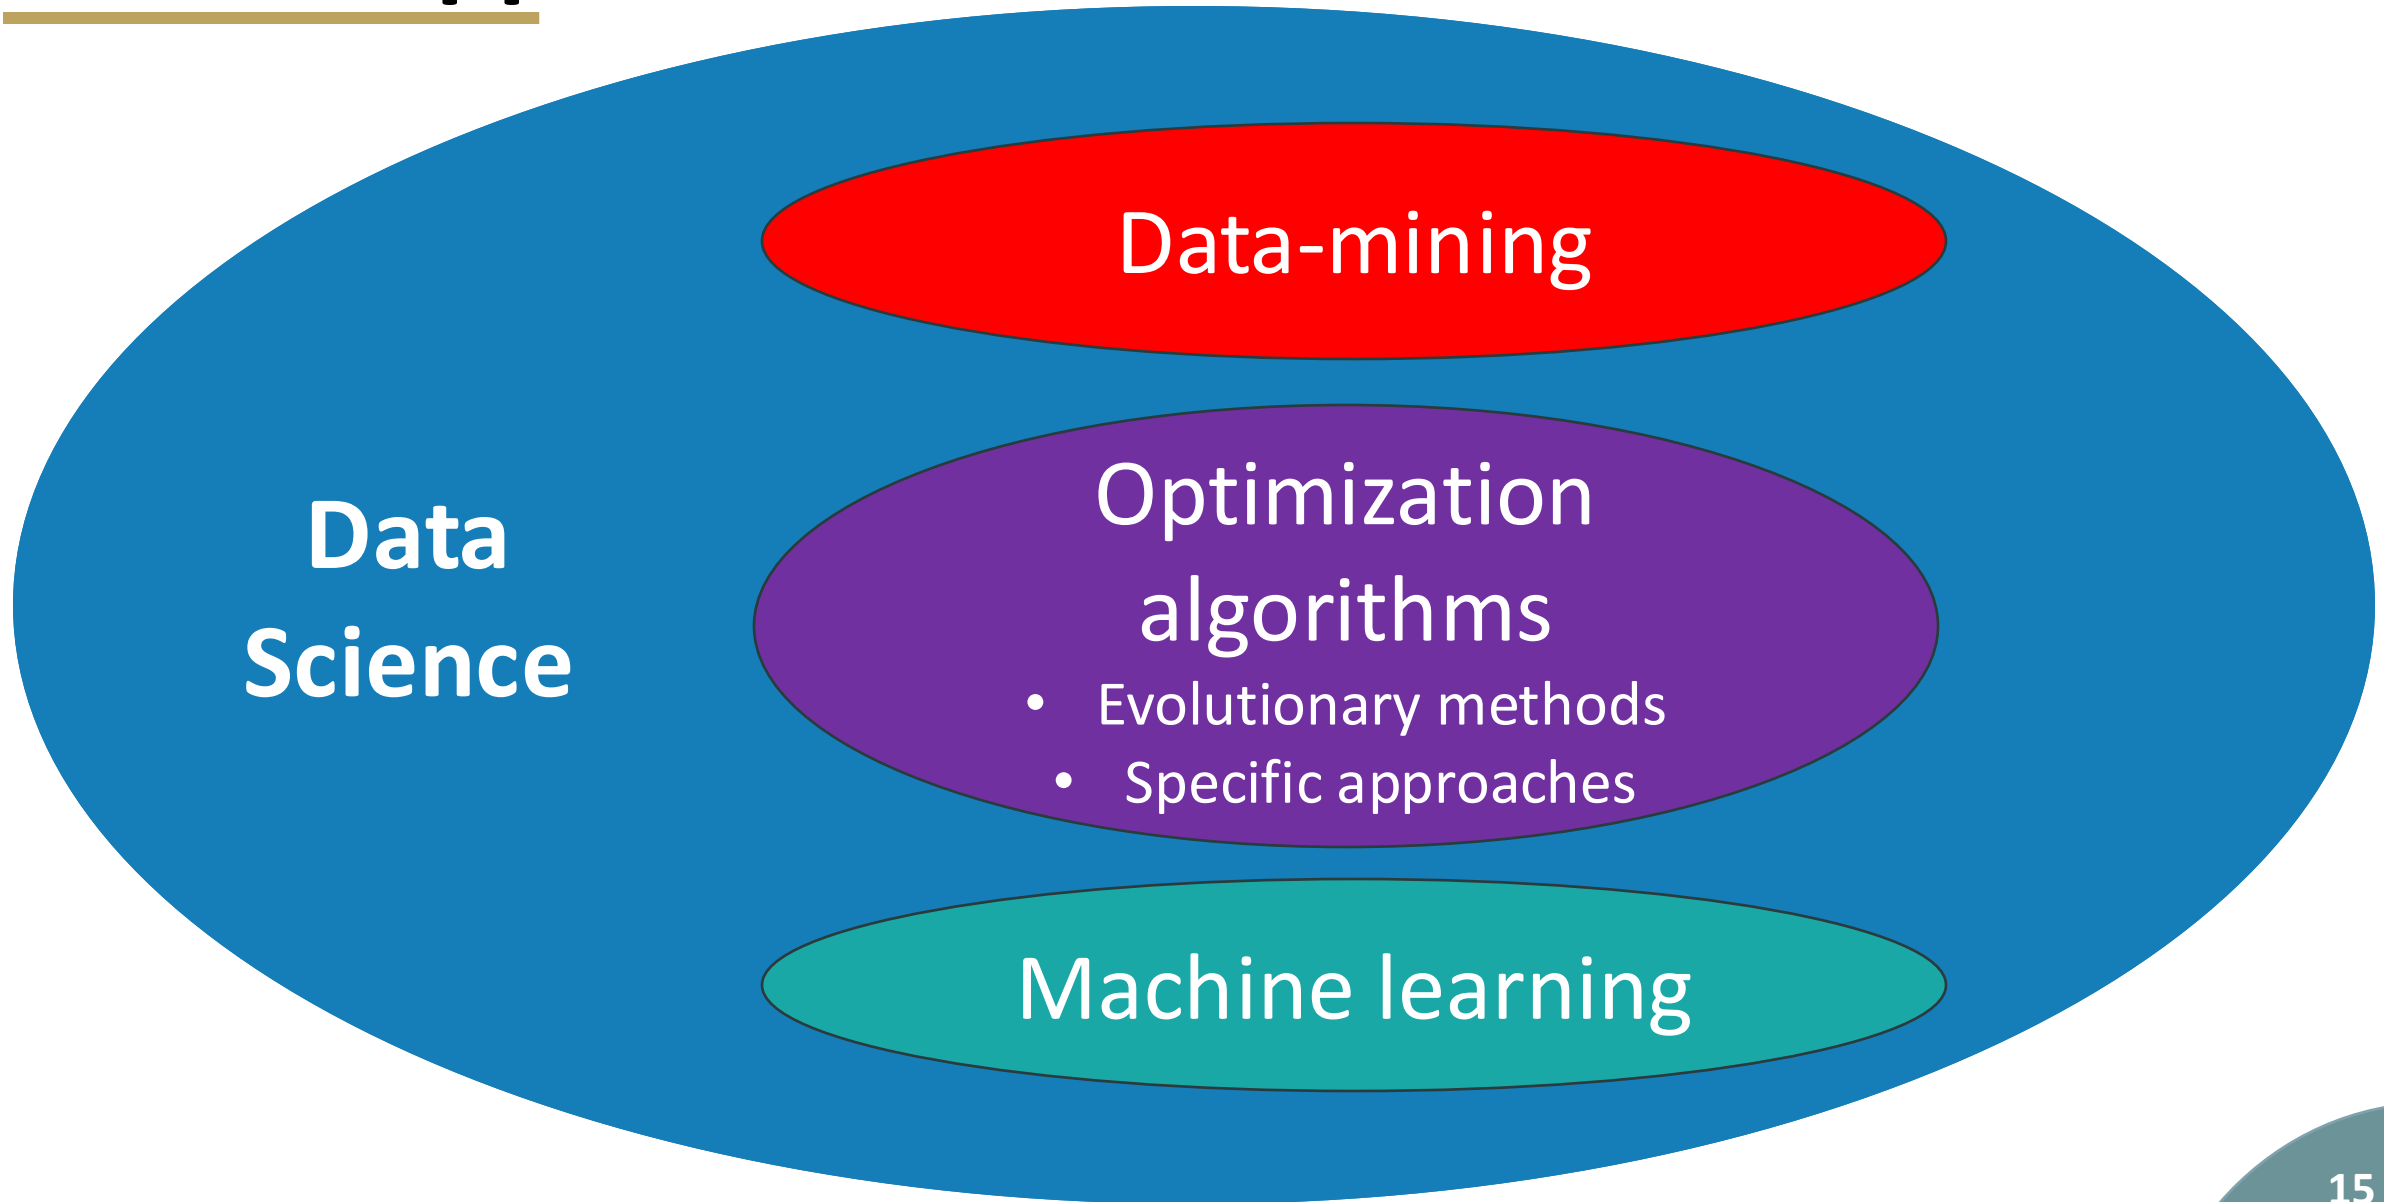 Data-mining
Data
Science
Optimization
algorithms
• Evolutionary methods
• Specific approaches
Machine learning
15